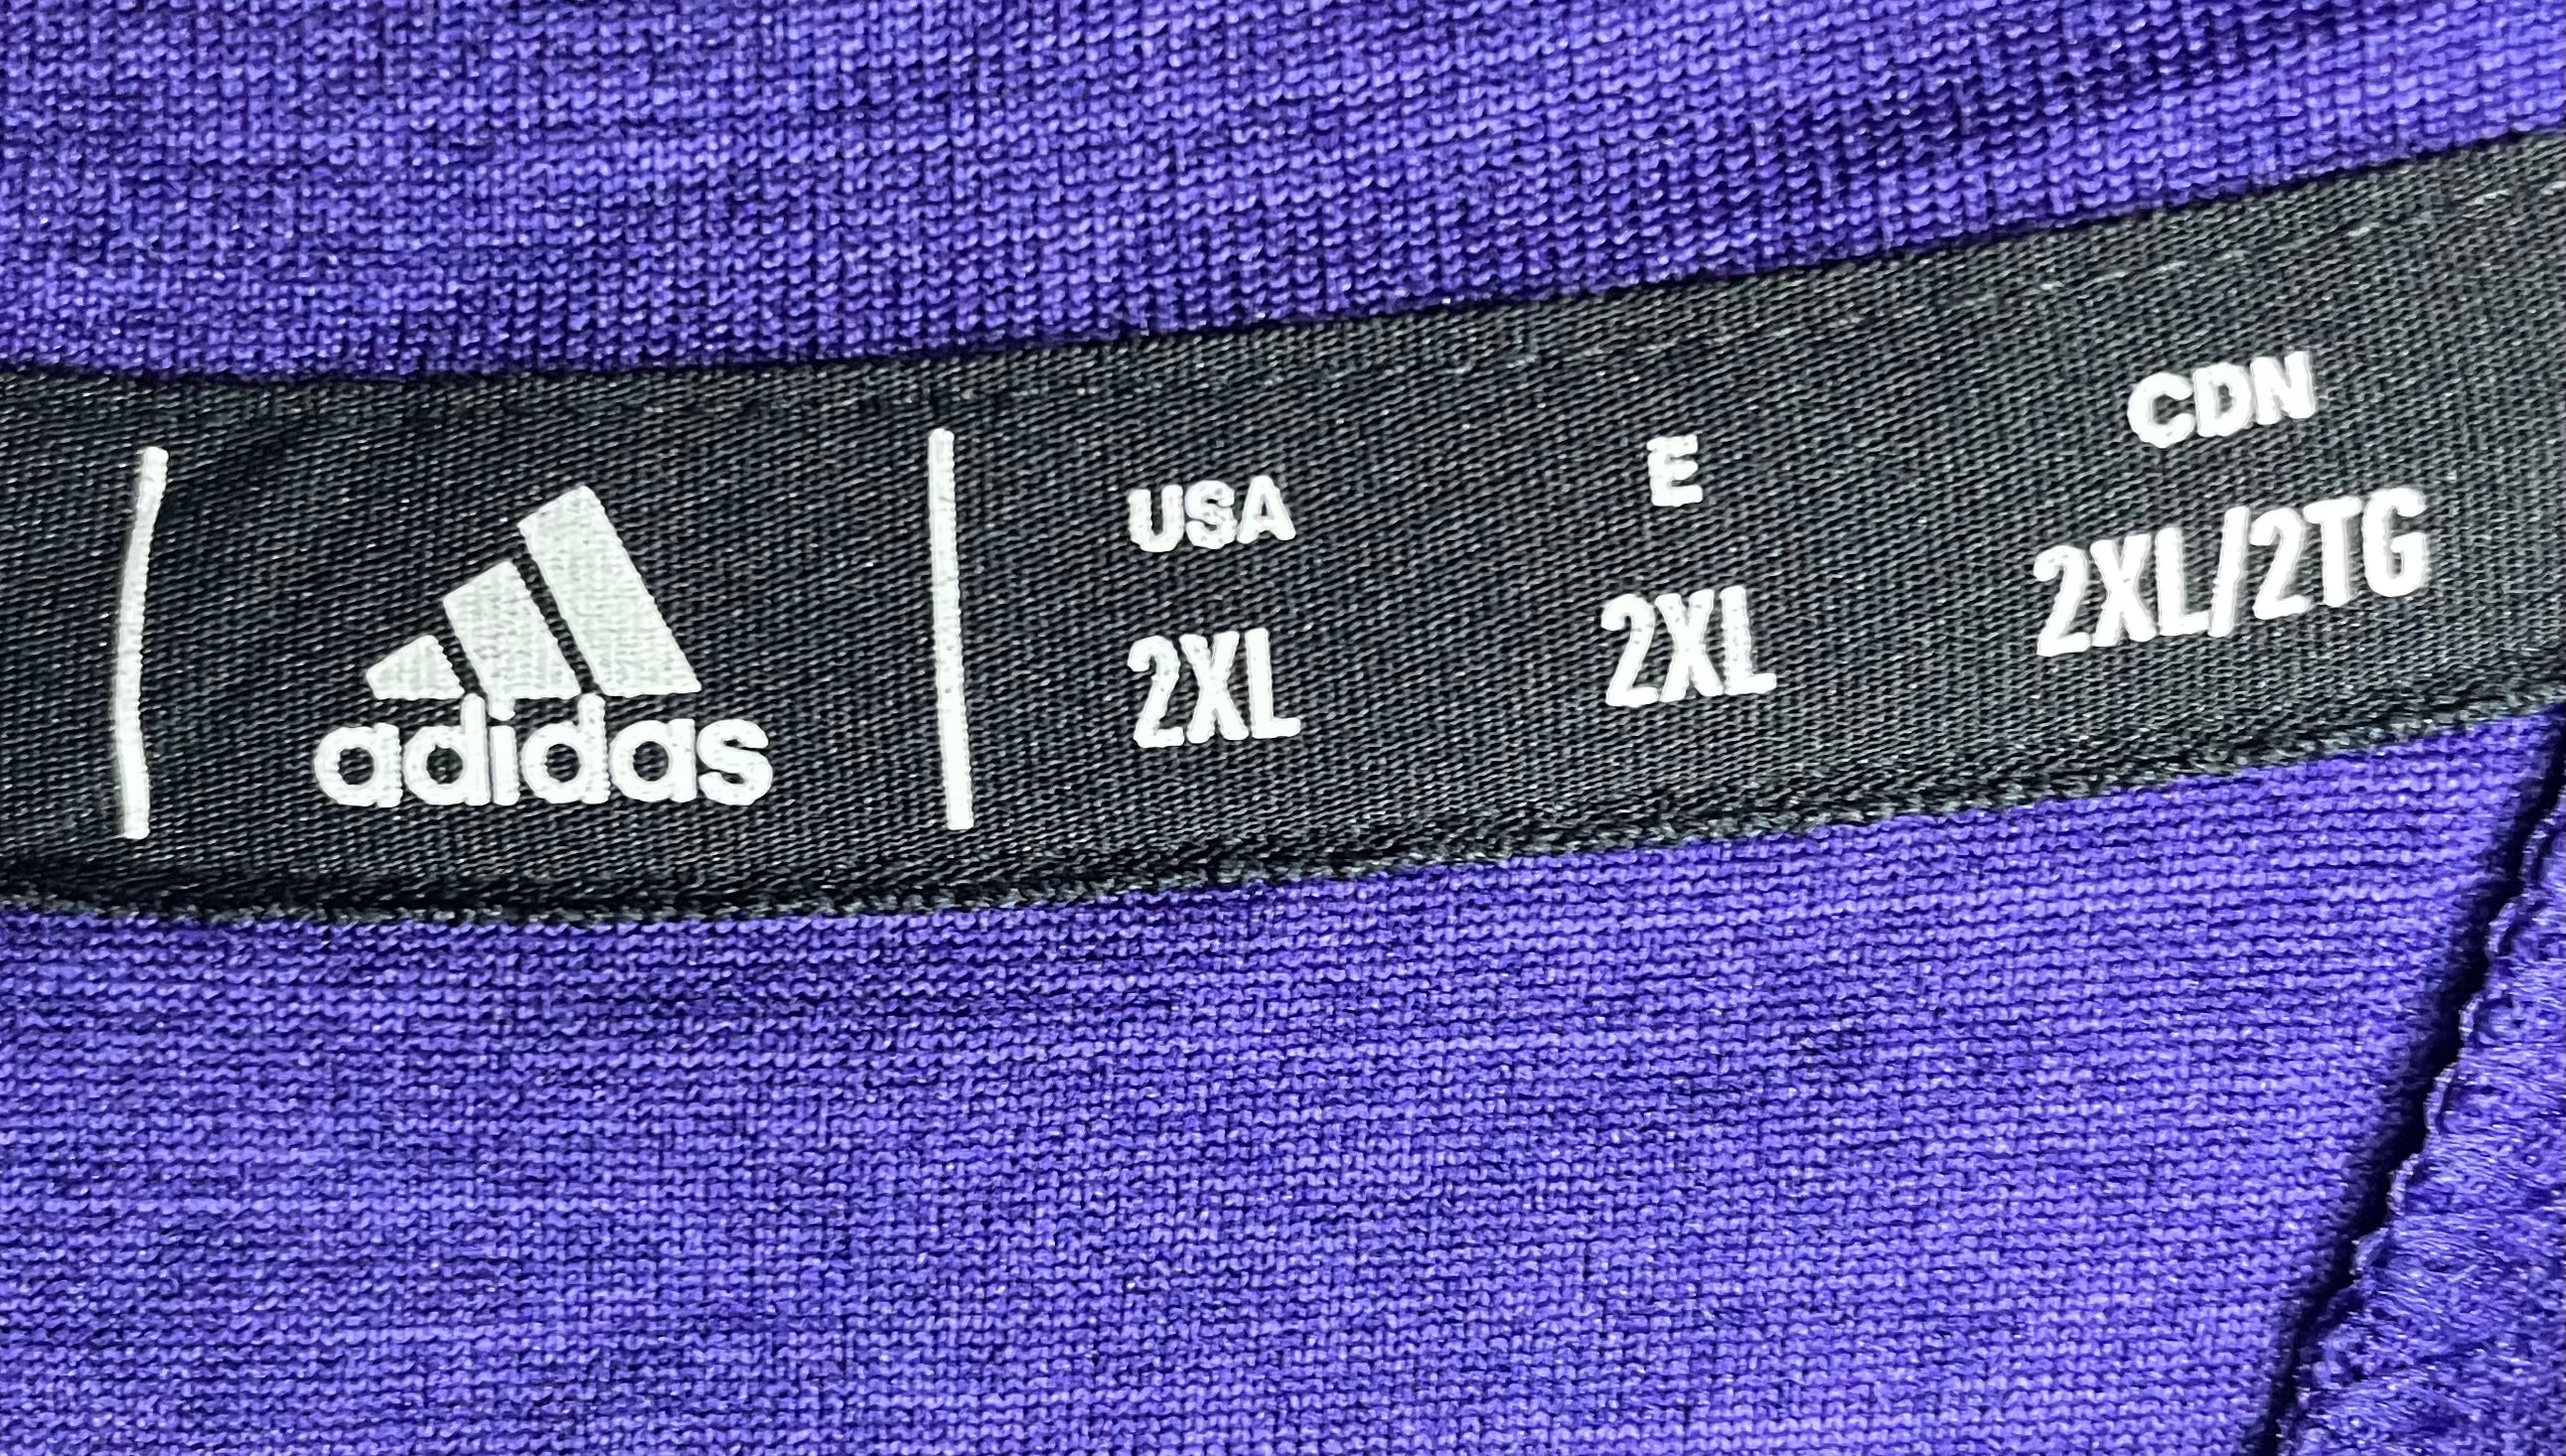 adidas
USA E CDN
2XL 2XL 2XL/2TG